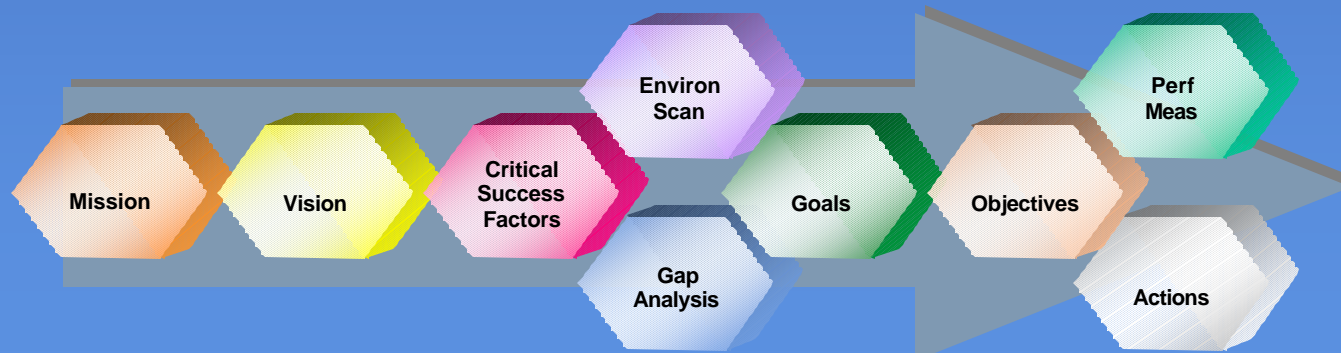 Mission
Vision
Critical
Success
Factors
Environ
Scan
Gap
Analysis
Goals
Objectives
Perf
Meas
Actions